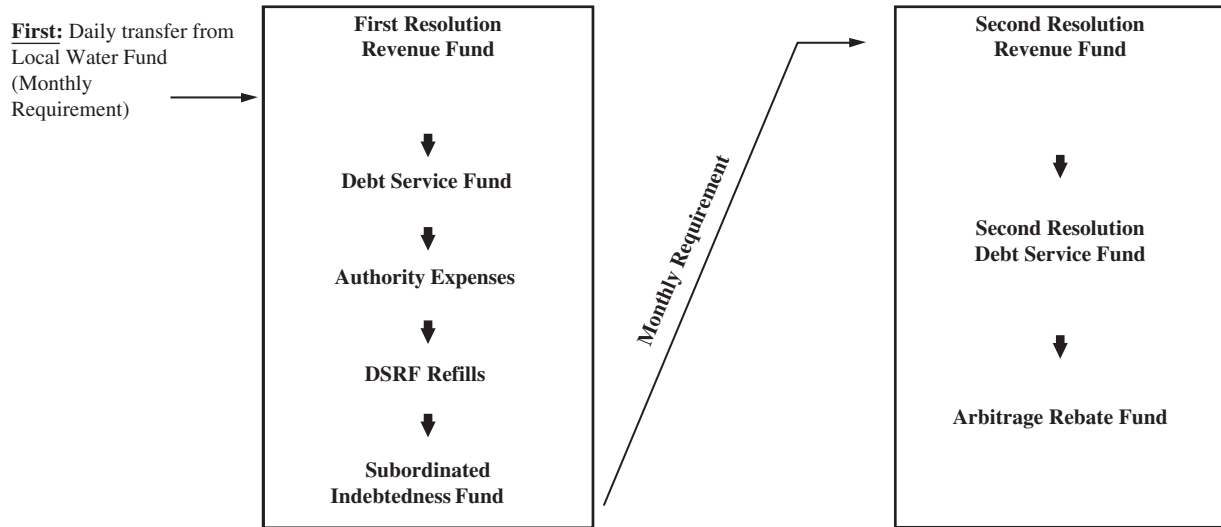 First: Daily transfer from
Local Water Fund
(Monthly
Requirement)
First Resolution
Revenue Fund
Debt Service Fund
Authority Expenses
DSRF Refills
Subordinated
Indebtedness Fund
Monthly Requirement
Second Resolution
Revenue Fund
Second Resolution
Debt Service Fund
Arbitrage Rebate Fund